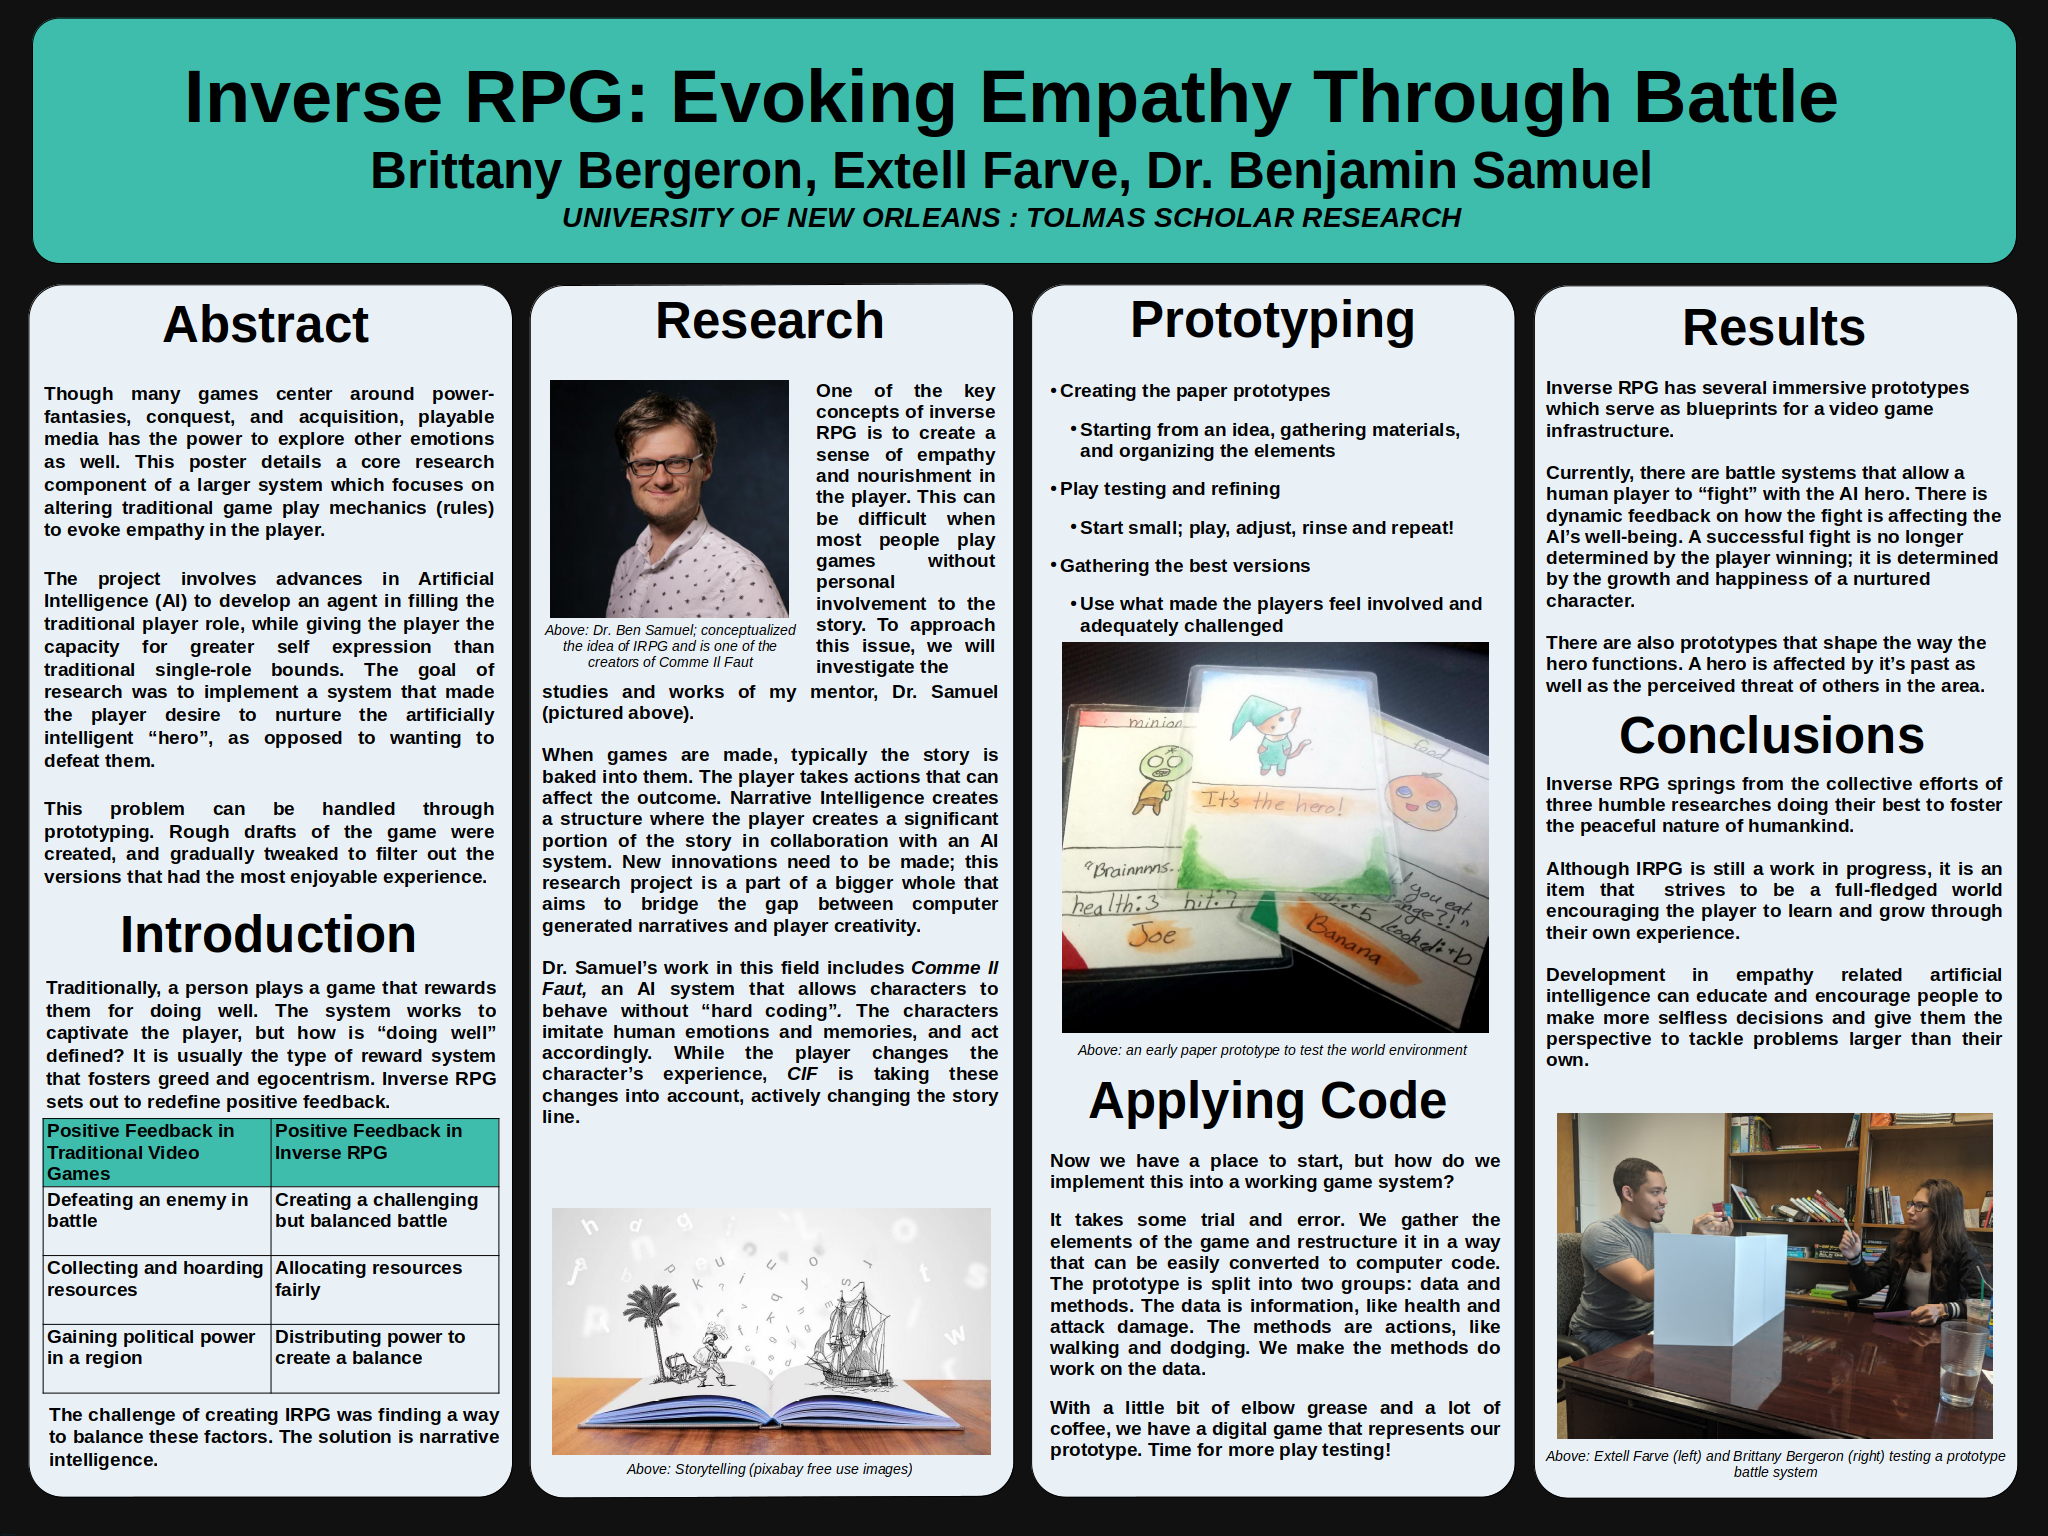 Inverse RPG: Evoking Empathy Through Battle
Brittany Bergeron, Extell Farve, Dr. Benjamin Samuel
UNIVERSITY OF NEW ORLEANS : TOLMAS SCHOLAR RESEARCH
Abstract
Though many games center around power-
fantasies, conquest, and acquisition, playable
media has the power to explore other emotions
as well. This poster details a core research
component of a larger system which focuses on
altering traditional game play mechanics (rules)
to evoke empathy in the player.
The project involves advances in Artificial
Intelligence (AI) to develop an agent in filling the
traditional player role, while giving the player the
capacity for greater self expression than
traditional single-role bounds. The goal of
research was to implement a system that made
the player desire to nurture the artificially
intelligent “hero”, as opposed to wanting to
defeat them.
This problem can be handled through
prototyping. Rough drafts of the game were
created, and gradually tweaked to filter out the
versions that had the most enjoyable experience.
Introduction
Traditionally, a person plays a game that rewards
them for doing well. The system works to
captivate the player, but how is “doing well”
defined? It is usually the type of reward system
that fosters greed and egocentrism. Inverse RPG
sets out to redefine positive feedback.
Positive Feedback in
Traditional Video
Games
Positive Feedback in
Inverse RPG
Defeating an enemy in
battle
Creating a challenging
but balanced battle
Collecting and hoarding
resources
Allocating resources
fairly
Gaining political power
in a region
Distributing power to
create a balance
The challenge of creating IRPG was finding a way
to balance these factors. The solution is narrative
intelligence.
Research
One of the key
concepts of inverse
RPG is to create a
sense of empathy
and nourishment in
the player. This can
be difficult when
most people play
games without
personal
involvement to the
story. To approach
this issue, we will
investigate the
Above: Dr. Ben Samuel; conceptualized
the idea of IRPG and is one of the
creators of Comme Il Faut
studies and works of my mentor, Dr. Samuel
(pictured above).
When games are made, typically the story is
baked into them. The player takes actions that can
affect the outcome. Narrative Intelligence creates
a structure where the player creates a significant
portion of the story in collaboration with an AI
system. New innovations need to be made; this
research project is a part of a bigger whole that
aims to bridge the gap between computer
generated narratives and player creativity.
Dr. Samuel’s work in this field includes Comme Il
Faut, an AI system that allows characters to
behave without “hard coding”. The characters
imitate human emotions and memories, and act
accordingly. While the player changes the
character’s experience, CIF is taking these
changes into account, actively changing the story
line.
Above: Storytelling (pixabay free use images)
Prototyping
•Creating the paper prototypes
•Starting from an idea, gathering materials,
and organizing the elements
•Play testing and refining
•Start small; play, adjust, rinse and repeat!
•Gathering the best versions
•Use what made the players feel involved and
adequately challenged
minion
food
It's the hero!
"Brainnnns.
health:3 hit:
Joe
Banana
Above: an early paper prototype to test the world environment
Applying Code
Now we have a place to start, but how do we
implement this into a working game system?
It takes some trial and error. We gather the
elements of the game and restructure it in a way
that can be easily converted to computer code.
The prototype is split into two groups: data and
methods. The data is information, like health and
attack damage. The methods are actions, like
walking and dodging. We make the methods do
work on the data.
With a little bit of elbow grease and a lot of
coffee, we have a digital game that represents our
prototype. Time for more play testing!
Results
Inverse RPG has several immersive prototypes
which serve as blueprints for a video game
infrastructure.
Currently, there are battle systems that allow a
human player to “fight” with the AI hero. There is
dynamic feedback on how the fight is affecting the
AI’s well-being. A successful fight is no longer
determined by the player winning; it is determined
by the growth and happiness of a nurtured
character.
There are also prototypes that shape the way the
hero functions. A hero is affected by it’s past as
well as the perceived threat of others in the area.
Conclusions
Inverse RPG springs from the collective efforts of
three humble researches doing their best to foster
the peaceful nature of humankind.
Although IRPG is still a work in progress, it is an
item that strives to be a full-fledged world
encouraging the player to learn and grow through
their own experience.
Development in empathy related artificial
intelligence can educate and encourage people to
make more selfless decisions and give them the
perspective to tackle problems larger than their
own.
Above: Extell Farve (left) and Brittany Bergeron (right) testing a prototype
battle system